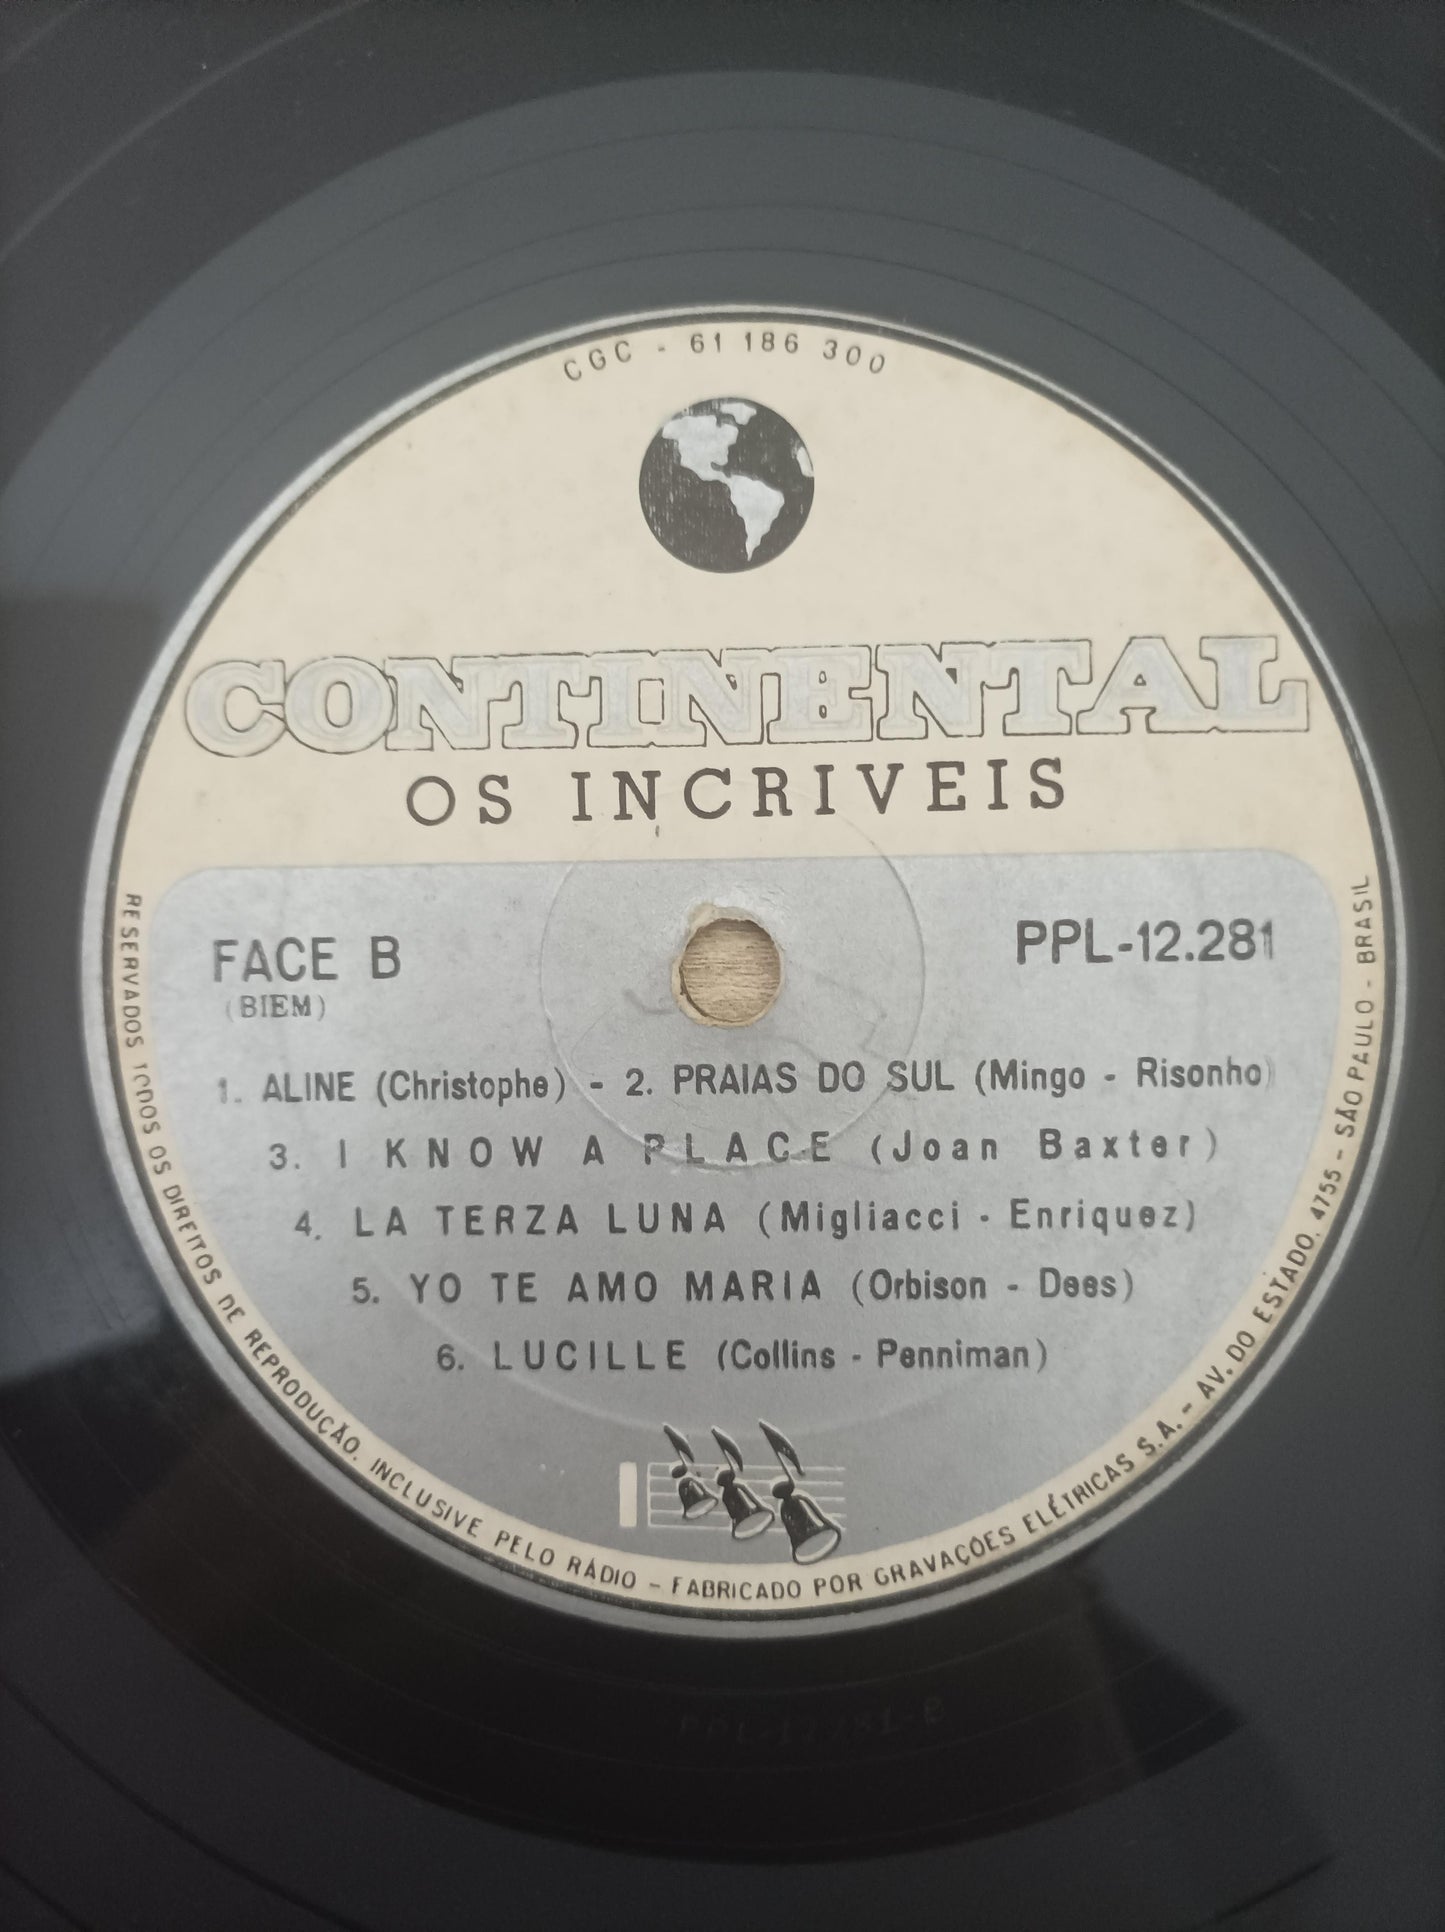 CGC - 61 186 300
CONTINENTAL
OS INCRIVEIS
FACE B
PPL-12.281
(BIEM)
1. ALINE (Christophe) - 2. PRAIAS DO SUL (Mingo - Risonho)
3. I KNOW A PLACE (Joan Baxter)
4. LA TERZA LUNA (Migliacci - Enriquez)
5. YO TE AMO MARIA (Orbison - Dees)
6. LUCILLE (Collins - Penniman)
RESERVADOS TODOS OS DIREITOS DE REPRODUÇÃO, INCLUSIVE PELO RÁDIO - FABRICADO POR GRAVAÇÕES ELÉTRICAS S.A. - AV. DO ESTADO, 4755 - SÃO PAULO - BRASIL